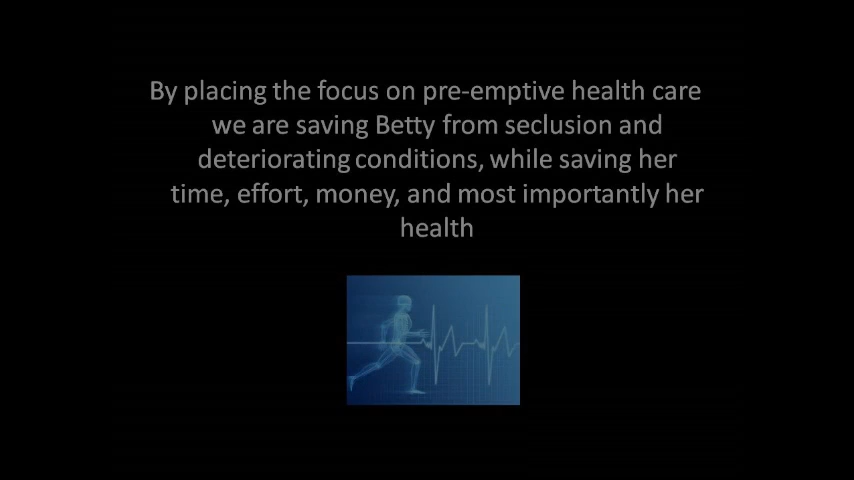 By placing the focus on pre-emptive health care
we are saving Betty from seclusion and
deteriorating conditions, while saving her
time, effort, money, and most importantly her
health